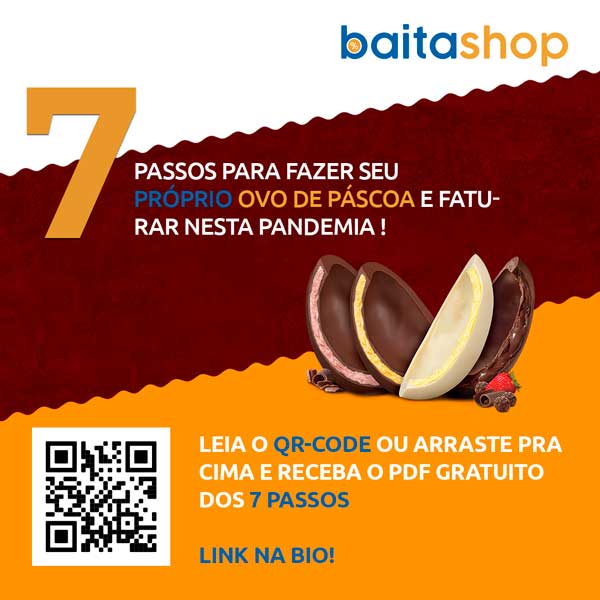 baitashop
7
PASSOS PARA FAZER SEU
PRÓPRIO OVO DE PÁSCOA E FATU-
RAR NESTA PANDEMIA !
LEIA O QR-CODE OU ARRASTE PRA
CIMA E RECEBA O PDF GRATUITO
DOS 7 PASSOS
LINK NA BIO!